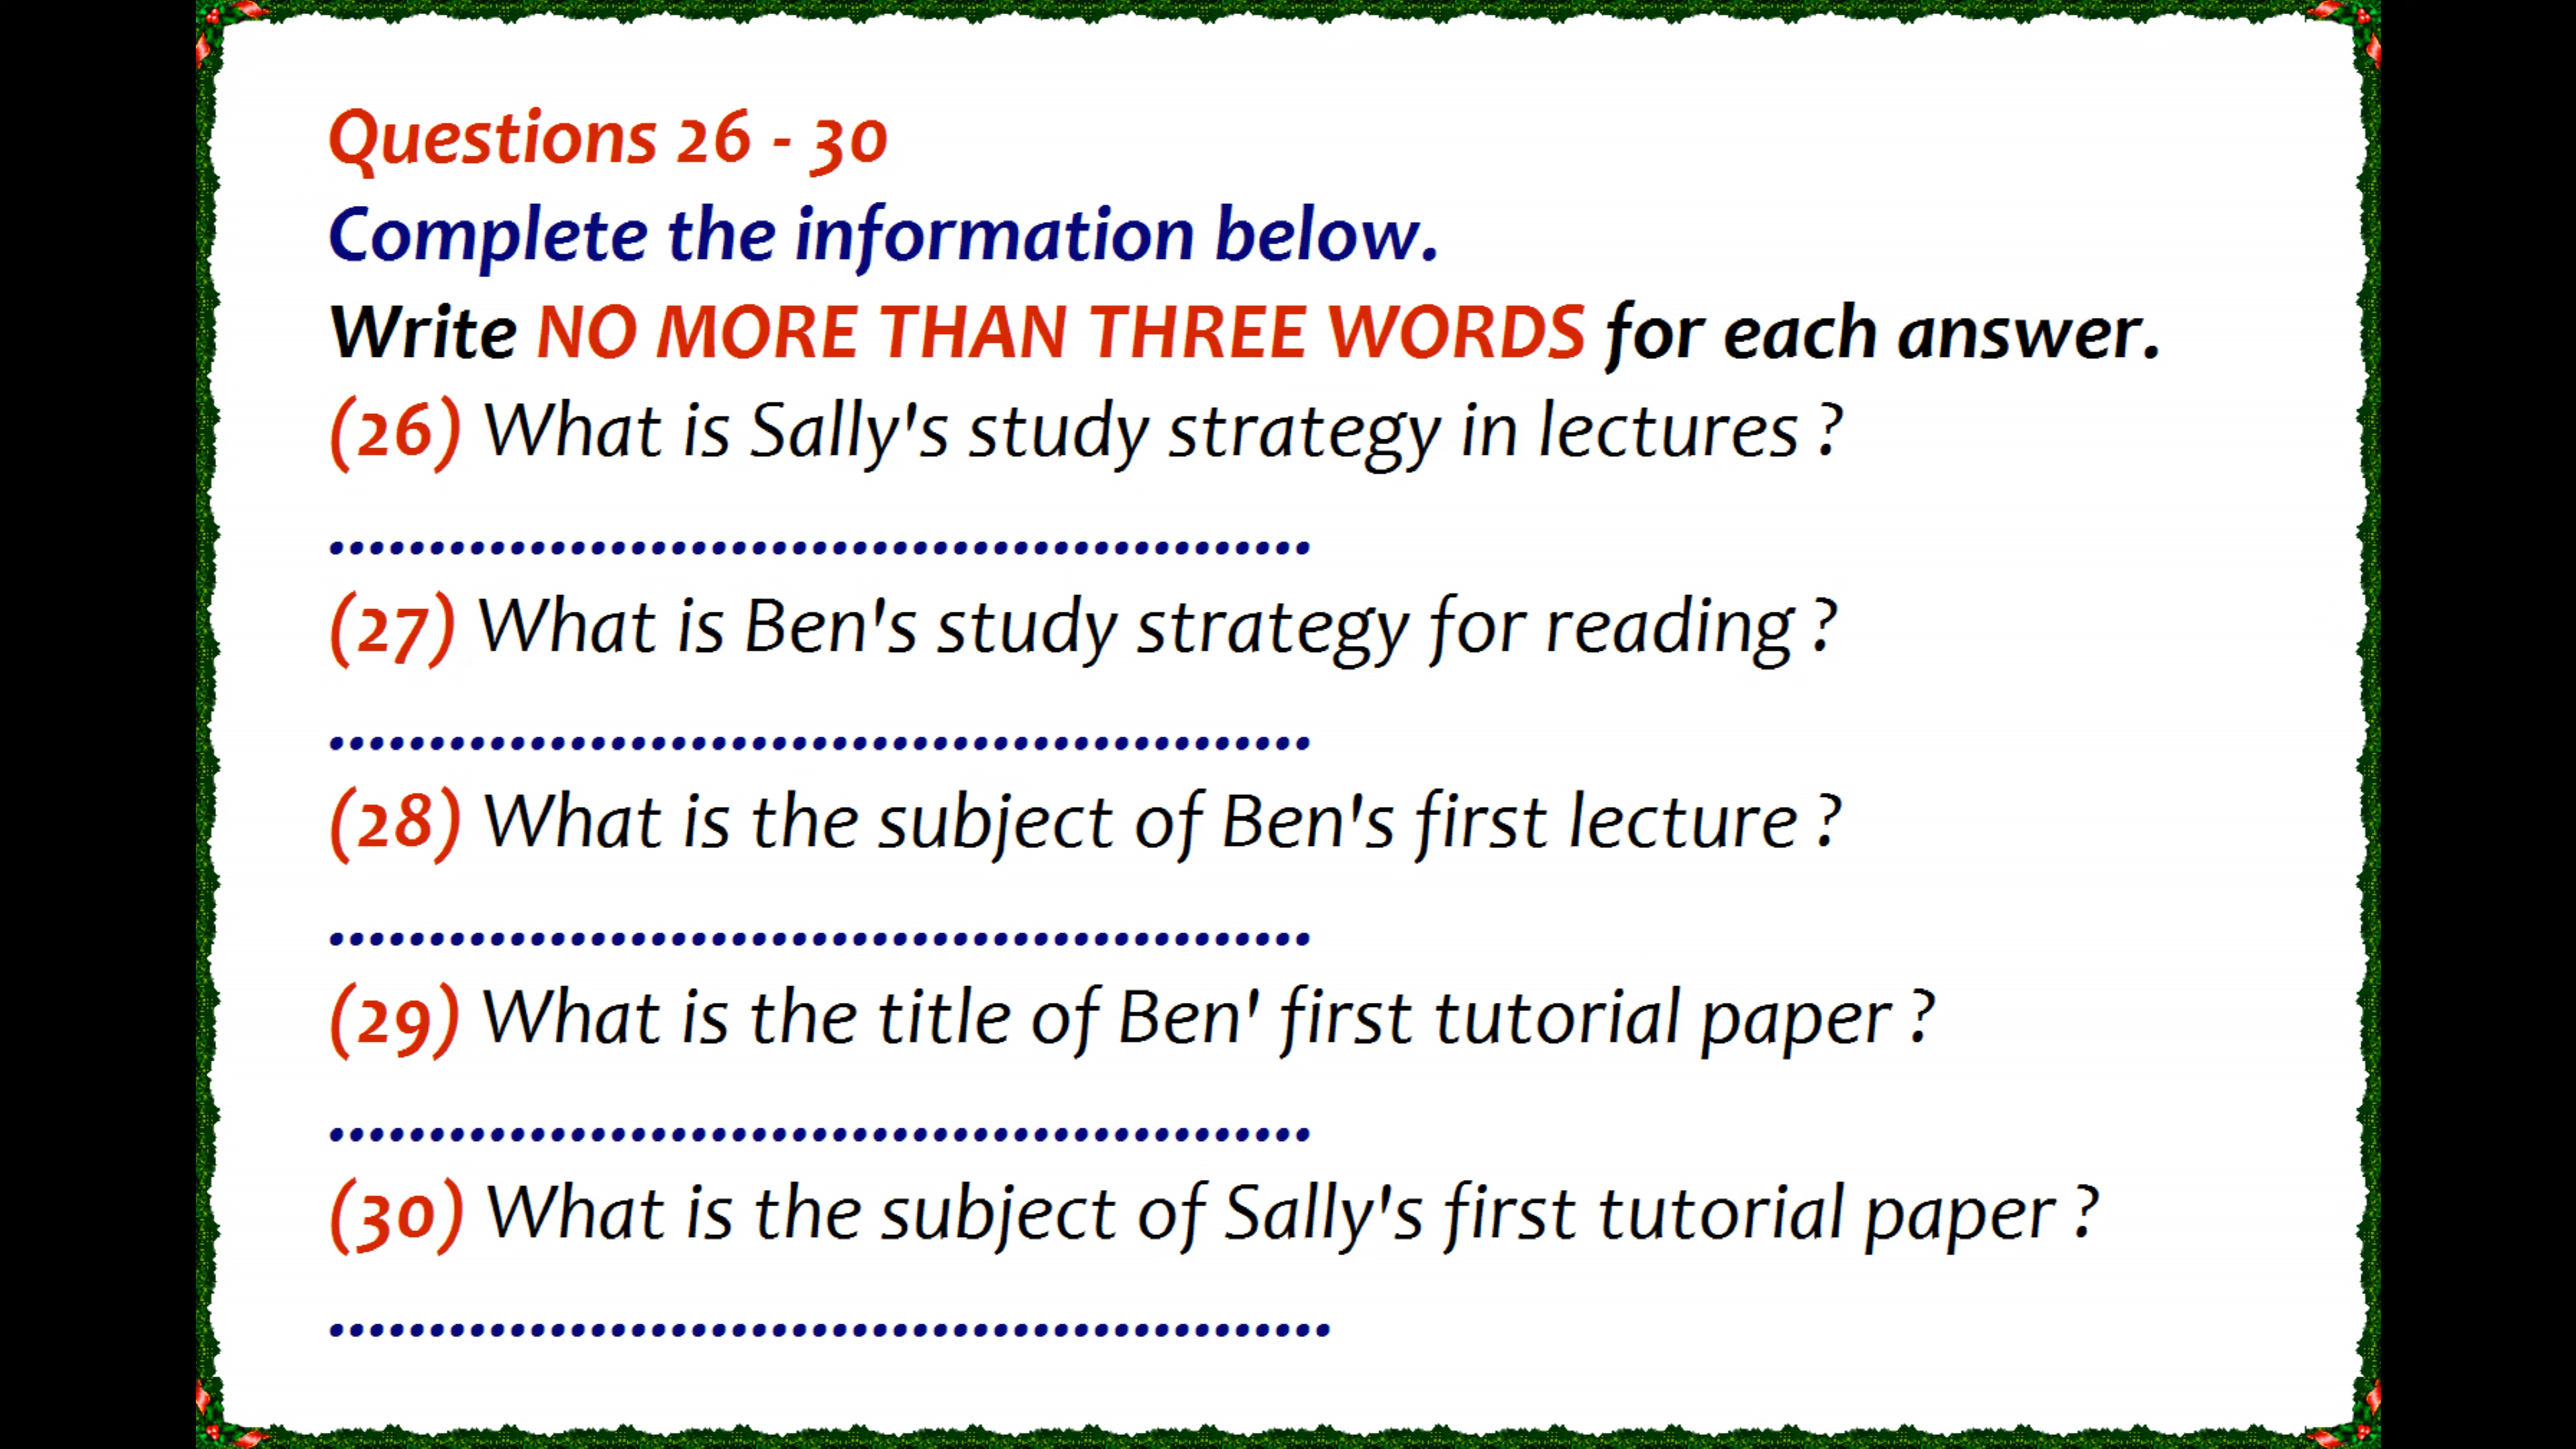 Questions 26 - 30
Complete the information below.
Write NO MORE THAN THREE WORDS for each answer.
(26) What is Sally's study strategy in lectures ?
.................................................
(27) What is Ben's study strategy for reading ?
.................................................
(28) What is the subject of Ben's first lecture ?
.................................................
(29) What is the title of Ben' first tutorial paper ?
.................................................
(30) What is the subject of Sally's first tutorial paper ?
..................................................